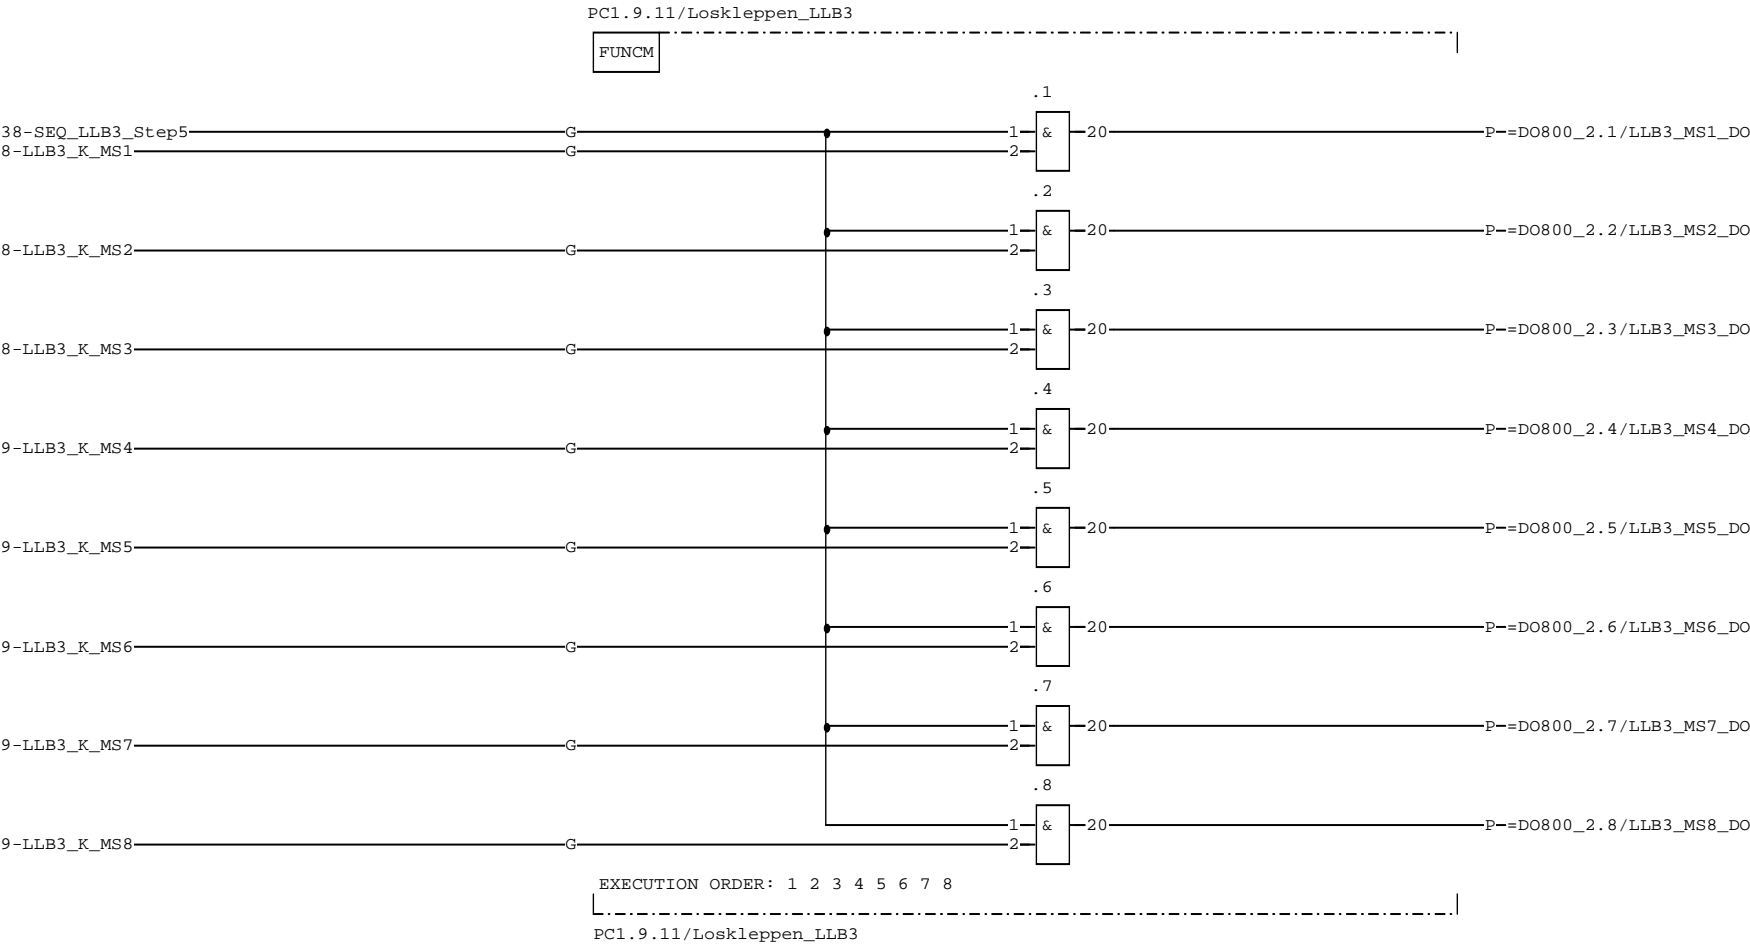 PC1.9.11/Loskleppen_LLB3
FUNCM
.1
38-SEQ_LLB3_Step5 G 1 & 20 P-=DO800_2.1/LLB3_MS1_DO
8-LLB3_K_MS1 G 2
.2
1 & 20 P-=DO800_2.2/LLB3_MS2_DO
8-LLB3_K_MS2 G 2
.3
1 & 20 P-=DO800_2.3/LLB3_MS3_DO
8-LLB3_K_MS3 G 2
.4
1 & 20 P-=DO800_2.4/LLB3_MS4_DO
9-LLB3_K_MS4 G 2
.5
1 & 20 P-=DO800_2.5/LLB3_MS5_DO
9-LLB3_K_MS5 G 2
.6
1 & 20 P-=DO800_2.6/LLB3_MS6_DO
9-LLB3_K_MS6 G 2
.7
1 & 20 P-=DO800_2.7/LLB3_MS7_DO
9-LLB3_K_MS7 G 2
.8
1 & 20 P-=DO800_2.8/LLB3_MS8_DO
9-LLB3_K_MS8 G 2
EXECUTION ORDER: 1 2 3 4 5 6 7 8
PC1.9.11/Loskleppen_LLB3